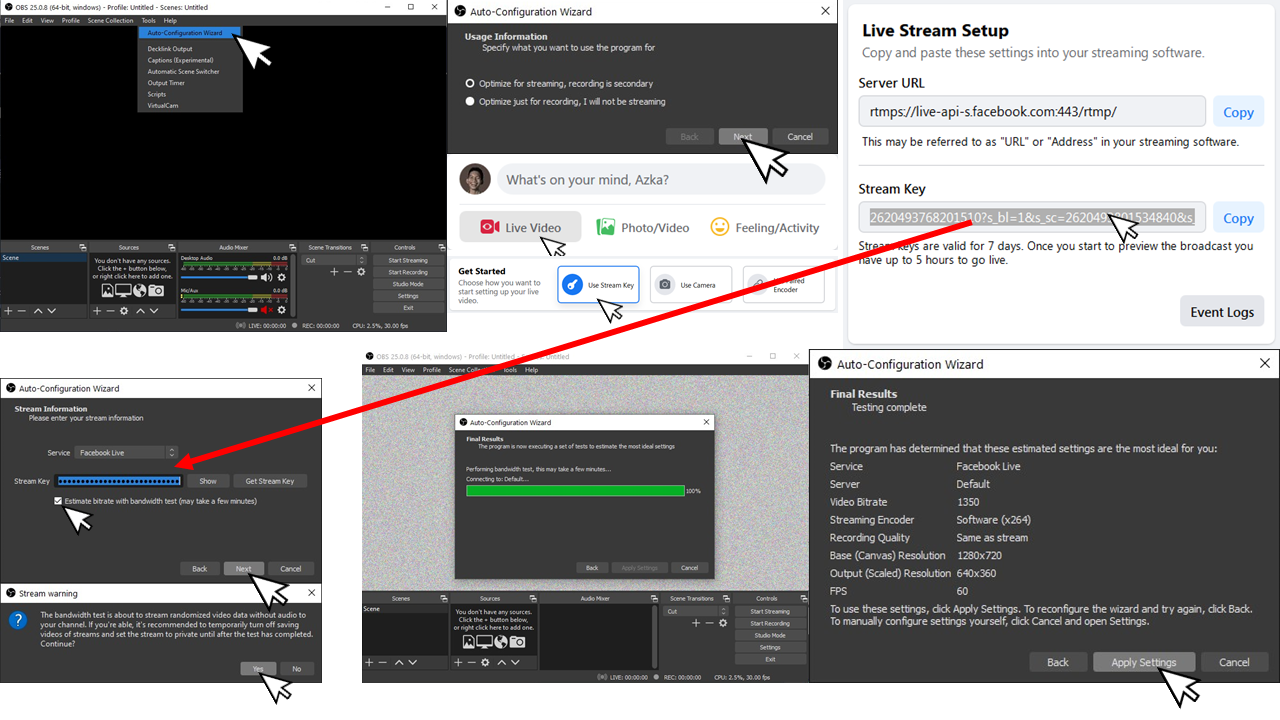 OBS 25.0.8 (64-bit, windows) - Profile: Untitled - Scenes: Untitled
File Edit View Profile Scene Collection Tools Help
Auto-Configuration Wizard
Decklink Output
Captions (Experimental)
Automatic Scene Switcher
Output Timer
Scripts
VirtualCam
Scenes
Scene
Sources
You don't have any sources.
Click the + button below,
or right click here to add one.
Audio Mixer
Desktop Audio 0.0 dB
Mic/Aux 0.0 dB
Scene Transitions
Cut
Controls
Start Streaming
Start Recording
Studio Mode
Settings
Exit
LIVE: 00:00:00 REC: 00:00:00 CPU: 2.5%, 30.00 fps
Auto-Configuration Wizard
Usage Information
Specify what you want to use the program for
Optimize for streaming, recording is secondary
Optimize just for recording, I will not be streaming
Back Next Cancel
What's on your mind, Azka?
Live Video Photo/Video Feeling/Activity
Get Started
Choose how you want to
start setting up your live
video.
Use Stream Key
Use Camera
Encoder
Live Stream Setup
Copy and paste these settings into your streaming software.
Server URL
rtmps://live-api-s.facebook.com:443/rtmp/ Copy
This may be referred to as "URL" or "Address" in your streaming software.
Stream Key
Copy
Stream keys are valid for 7 days. Once you start to preview the broadcast you
have up to 5 hours to go live.
Event Logs
Auto-Configuration Wizard
Stream Information
Please enter your stream information
Service Facebook Live
Stream Key Show Get Stream Key
Estimate bitrate with bandwidth test (may take a few minutes)
Back Next Cancel
Stream warning
The bandwidth test is about to stream randomized video data without audio to
your channel. If you're able, it's recommended to temporarily turn off saving
videos of streams and set the stream to private until after the test has completed.
Continue?
Yes No
OBS 25.0.8 (64-bit, windows) - Profile: Untitled Untitled
File Edit View Profile Scene Tools Help
Auto-Configuration Wizard
Final Results
The program is now executing a set of tests to estimate the most ideal settings
Performing bandwidth test, this may take a few minutes...
Connecting to: Default...
100%
Back Apply Settings Cancel
Scenes
Scene
Sources
You don't have any sources.
Click the + button below,
or right click here to add one.
Audio Mixer
Scene Transitions
Cut
Controls
Start Streaming
Start Recording
Studio Mode
Settings
Exit
LIVE: 00:00:00 REC: 00:00:00 CPU: 2.5%, 30.00 fps
Auto-Configuration Wizard
Final Results
Testing complete
The program has determined that these estimated settings are the most ideal for you:
Service Facebook Live
Server Default
Video Bitrate 1350
Streaming Encoder Software (x264)
Recording Quality Same as stream
Base (Canvas) Resolution 1280x720
Output (Scaled) Resolution 640x360
FPS 60
To use these settings, click Apply Settings. To reconfigure the wizard and try again, click Back.
To manually configure settings yourself, click Cancel and open Settings.
Back Apply Settings Cancel